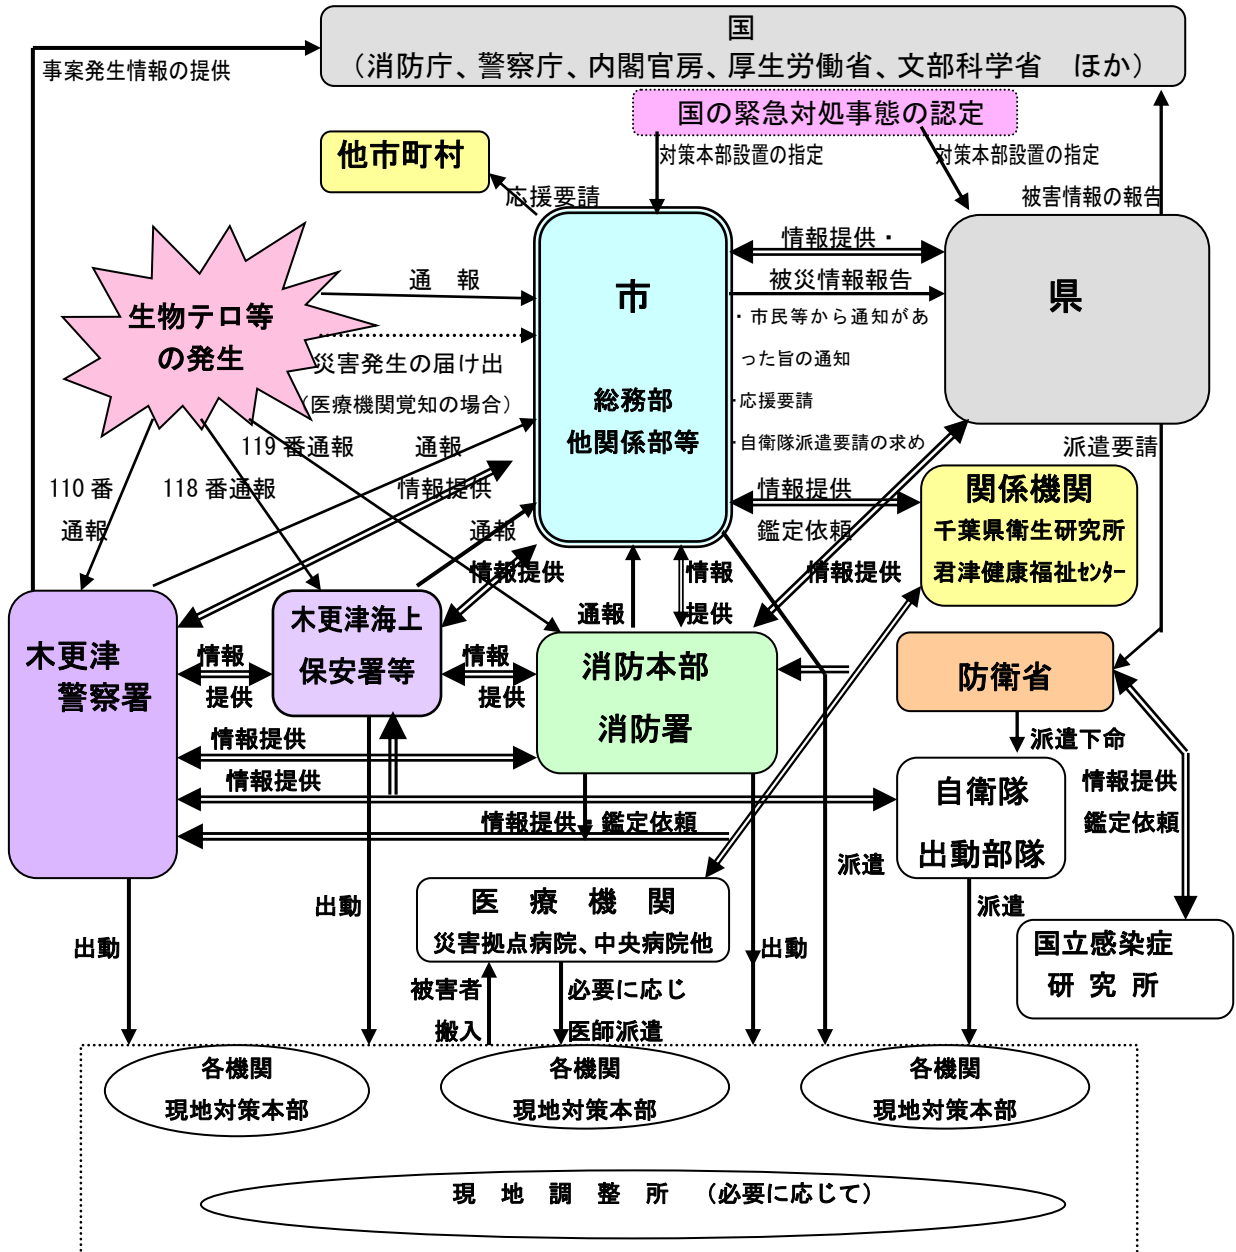 国
（消防庁、警察庁、内閣官房、厚生労働省、文部科学省　ほか）
事案発生情報の提供
国の緊急対処事態の認定
他市町村
対策本部設置の指定
対策本部設置の指定
応援要請
被害情報の報告
情報提供・
通　報
被災情報報告
市
県
生物テロ等
の発生
・市民等から通知があ
った旨の通知
災害発生の届け出
（医療機関覚知の場合）
・応援要請
・自衛隊派遣要請の求め
総務部
他関係部等
119 番通報
通報
派遣要請
110 番
通報
118 番通報
情報提供
情報提供
鑑定依頼
関係機関
千葉県衛生研究所
君津健康福祉ｾﾝﾀｰ
通報
情報提供
情報
提供
通報
情報提供
木更津
警察署
木更津海上
保安署等
情報
提供
情報
提供
消防本部
消防署
防衛省
派遣下命
情報提供
情報提供
情報提供
鑑定依頼
自衛隊
出動部隊
情報提供・鑑定依頼
派遣
医　療　機　関
災害拠点病院、中央病院他
出動
出動
出動
派遣
国立感染症
研 究 所
被害者
搬入
必要に応じ
医師派遣
各機関
現地対策本部
各機関
現地対策本部
各機関
現地対策本部
現　地　調　整　所　（必要に応じて）